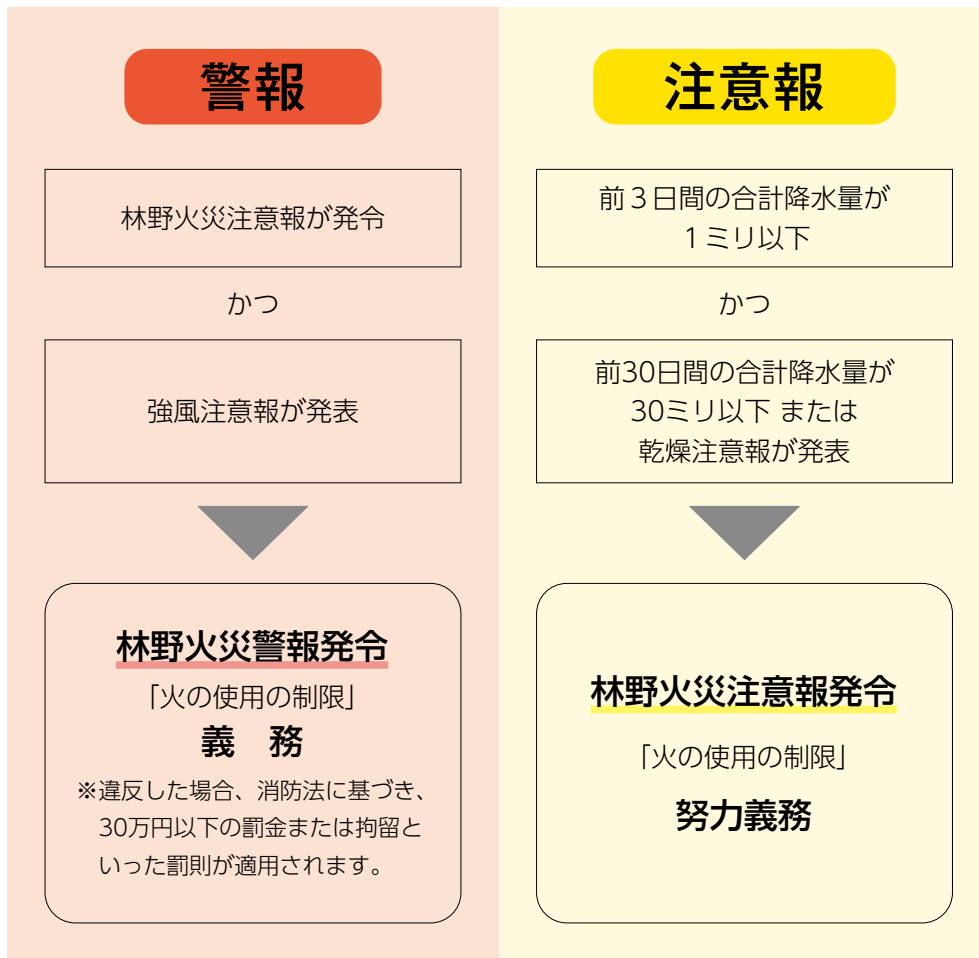 警報
林野火災注意報が発令
かつ
強風注意報が発表
林野火災警報発令
「火の使用の制限」
義　務
※違反した場合、消防法に基づき、
30万円以下の罰金または拘留と
いった罰則が適用されます。
注意報
前３日間の合計降水量が
１ミリ以下
かつ
前30日間の合計降水量が
30ミリ以下 または
乾燥注意報が発表
林野火災注意報発令
「火の使用の制限」
努力義務